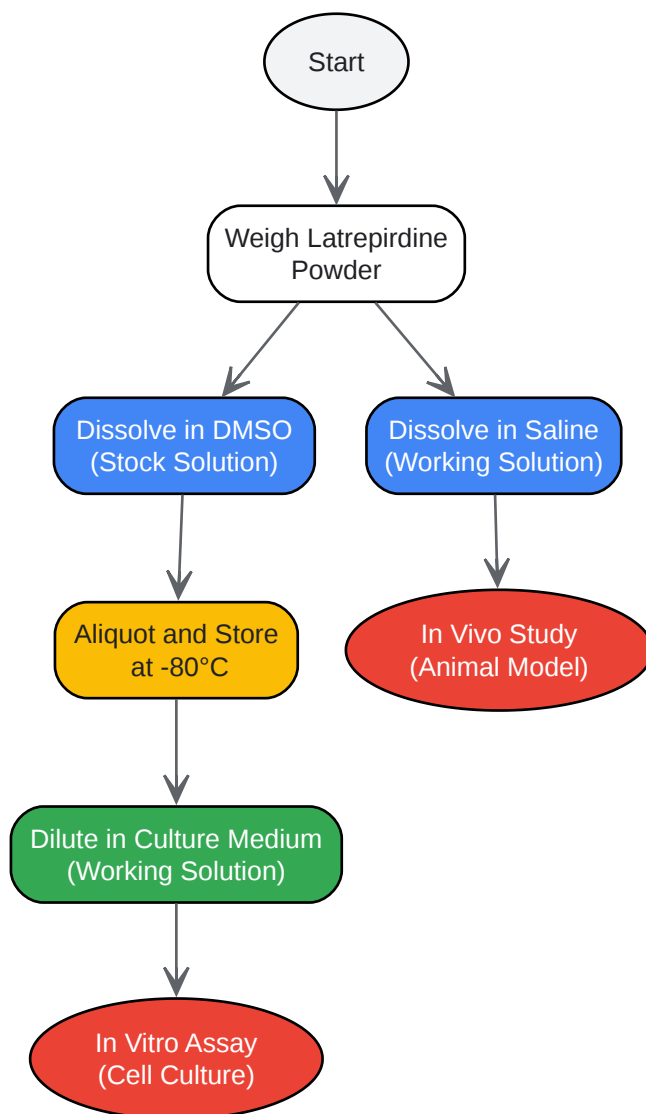 Start
Weigh Latrepirdine
Powder
Dissolve in DMSO
(Stock Solution)
Dissolve in Saline
(Working Solution)
Aliquot and Store
at -80°C
In Vivo Study
(Animal Model)
Dilute in Culture Medium
(Working Solution)
In Vitro Assay
(Cell Culture)